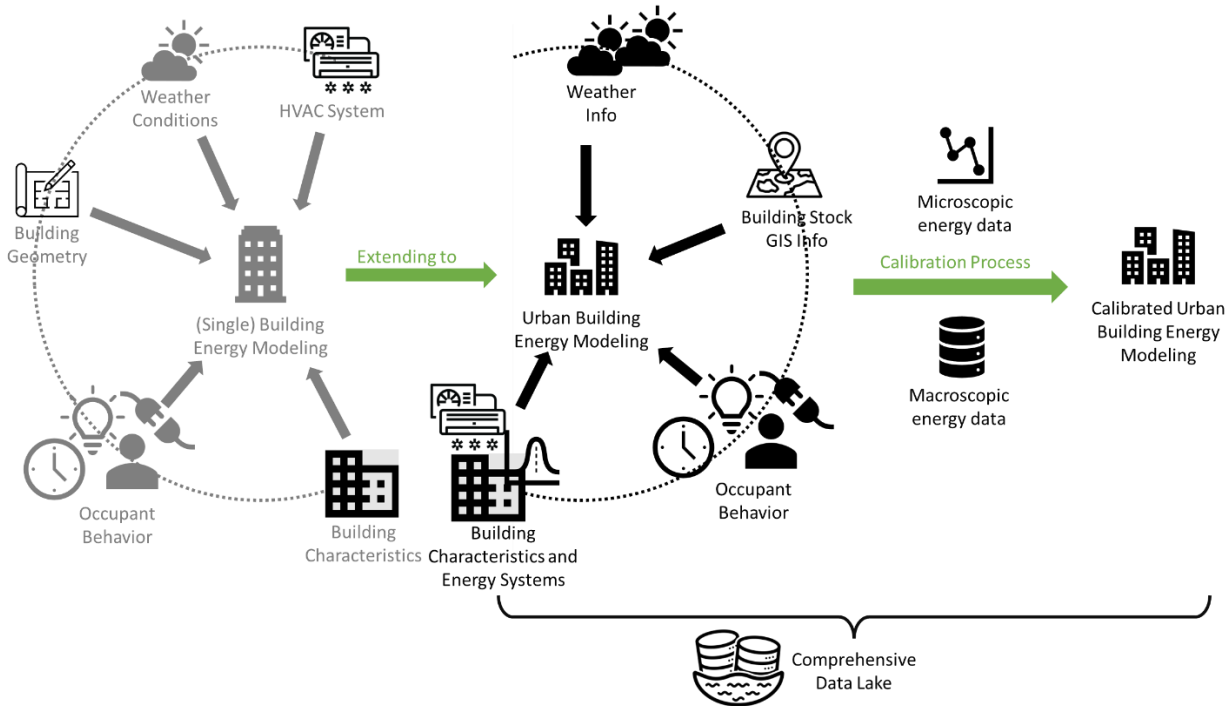 Weather
Conditions
HVAC System
Building
Geometry
(Single) Building
Energy Modeling
Occupant
Behavior
Building
Characteristics
Extending to
Weather
Info
Building Stock
GIS Info
Urban Building
Energy Modeling
Building
Characteristics and
Energy Systems
Occupant
Behavior
Microscopic
energy data
Calibration Process
Macroscopic
energy data
Calibrated Urban
Building Energy
Modeling
Comprehensive
Data Lake